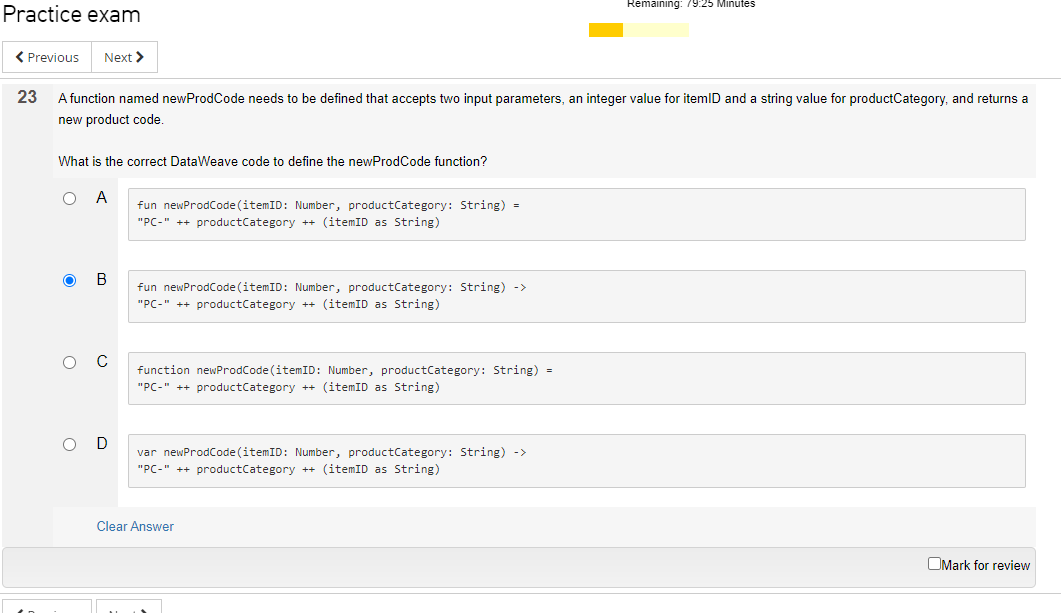 Practice exam
Remaining: 79:25 Minutes
Previous Next
23 A function named newProdCode needs to be defined that accepts two input parameters, an integer value for itemID and a string value for productCategory, and returns a
new product code.
What is the correct DataWeave code to define the newProdCode function?
A
fun newProdCode(itemID: Number, productCategory: String) =
"PC-" ++ productCategory ++ (itemID as String)
B
fun newProdCode(itemID: Number, productCategory: String) ->
"PC-" ++ productCategory ++ (itemID as String)
C
function newProdCode(itemID: Number, productCategory: String) =
"PC-" ++ productCategory ++ (itemID as String)
D
var newProdCode(itemID: Number, productCategory: String) ->
"PC-" ++ productCategory ++ (itemID as String)
Clear Answer
Mark for review